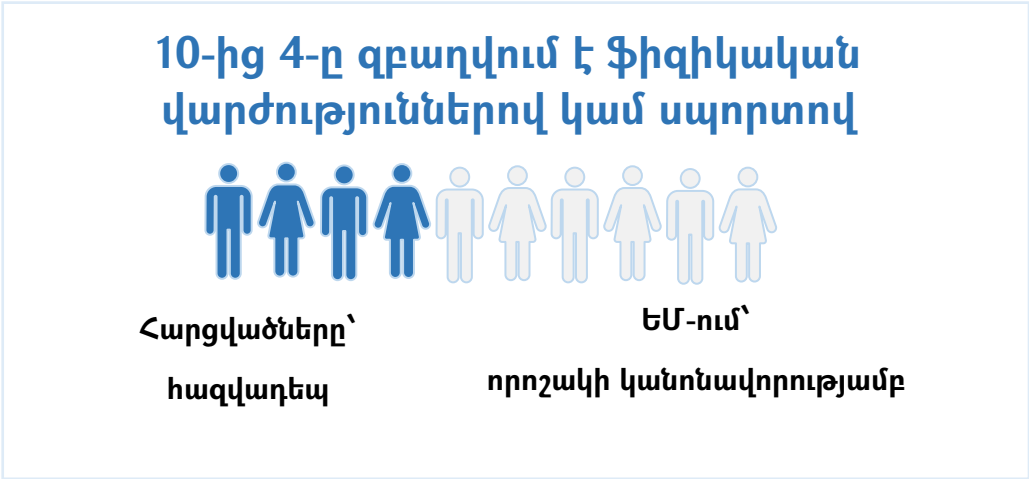 10-ից 4-ը զբաղվում է ֆիզիկական
վարժություններով կամ սպորտով
Հարցվածները՝
հազվադեպ
ԵՄ-ում՝
որոշակի կանոնավորությամբ